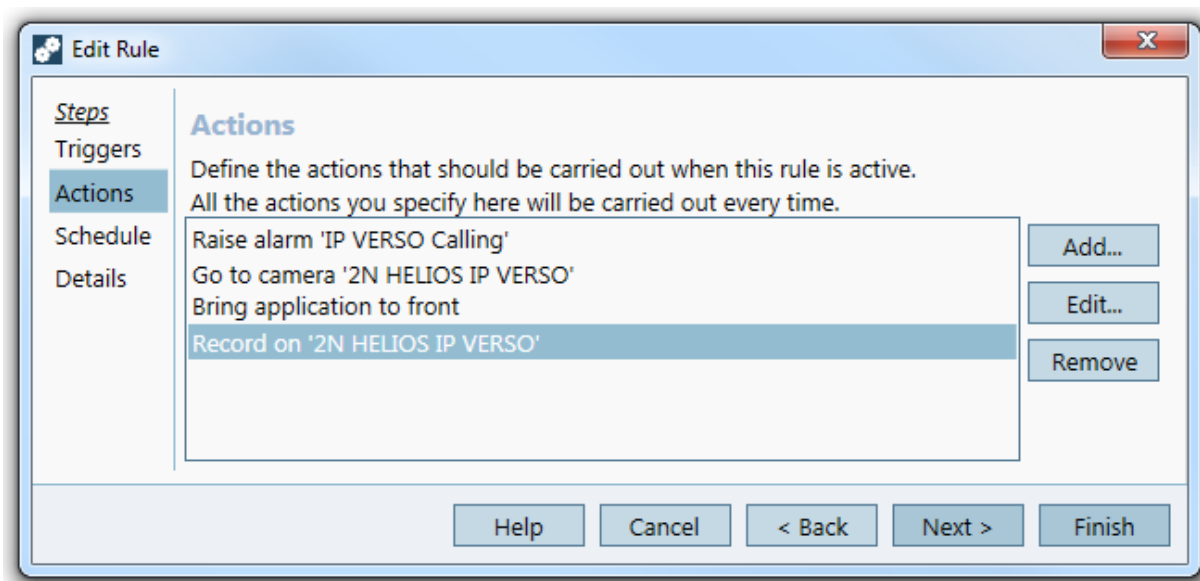 Edit Rule
Steps
Triggers
Actions
Schedule
Details
Actions
Define the actions that should be carried out when this rule is active.
All the actions you specify here will be carried out every time.
Raise alarm 'IP VERSO Calling'
Go to camera '2N HELIOS IP VERSO'
Bring application to front
Record on '2N HELIOS IP VERSO'
Add...
Edit...
Remove
Help
Cancel
< Back
Next >
Finish